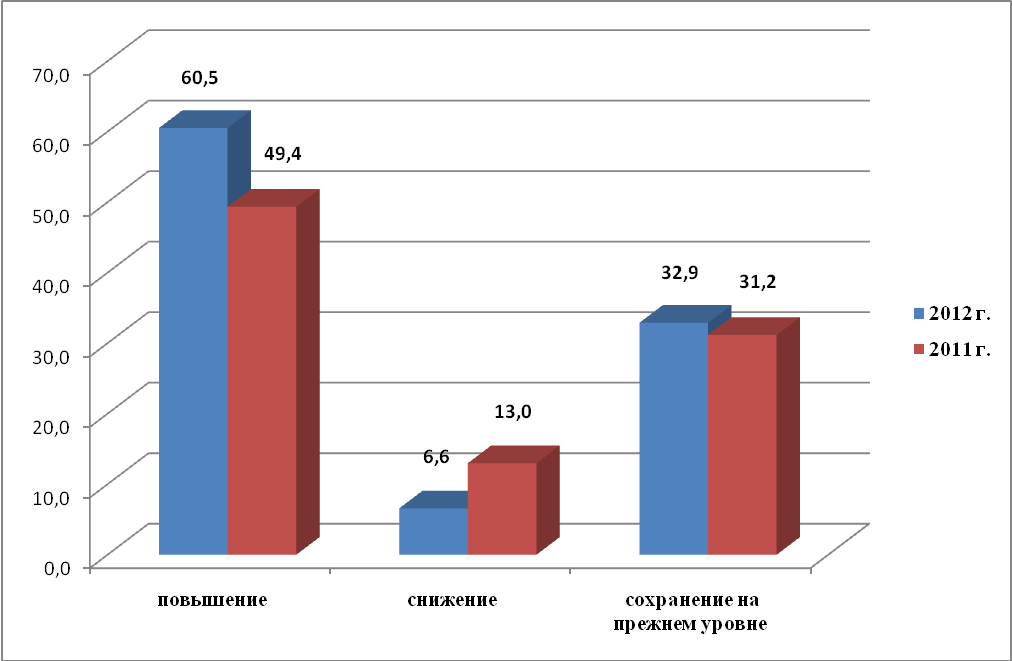 70,0
60,0
50,0
40,0
30,0
20,0
10,0
0,0
60,5
49,4
6,6
13,0
32,9
31,2
повышение
снижение
сохранение на
прежнем уровне
2012 г.
2011 г.